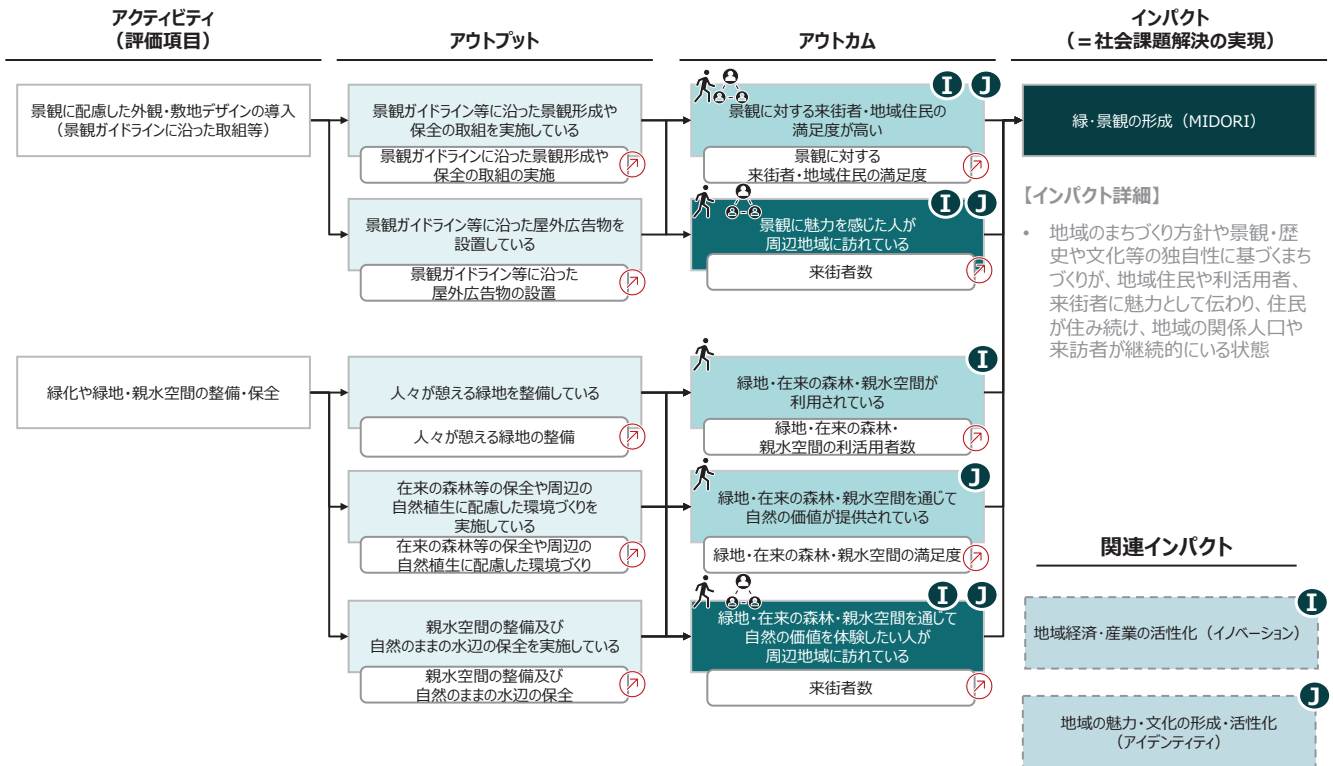 アクティビティ
（評価項目）
アウトプット
アウトカム
インパクト
（＝社会課題解決の実現）
景観に配慮した外観・敷地デザインの導入
（景観ガイドラインに沿った取組等）
景観ガイドライン等に沿った景観形成や
保全の取組を実施している
景観ガイドラインに沿った景観形成や
保全の取組の実施
景観ガイドライン等に沿った屋外広告物を
設置している
景観ガイドライン等に沿った
屋外広告物の設置
I J
景観に対する来街者・地域住民の
満足度が高い
景観に対する
来街者・地域住民の満足度
I J
景観に魅力を感じた人が
周辺地域に訪れている
来街者数
緑・景観の形成（MIDORI）
【インパクト詳細】
• 地域のまちづくり方針や景観・歴
史や文化等の独自性に基づくまち
づくりが、地域住民や利活用者、
来街者に魅力として伝わり、住民
が住み続け、地域の関係人口や
来訪者が継続的にいる状態
緑化や緑地・親水空間の整備・保全
人々が憩える緑地を整備している
人々が憩える緑地の整備
在来の森林等の保全や周辺の
自然植生に配慮した環境づくりを
実施している
在来の森林等の保全や周辺の
自然植生に配慮した環境づくり
親水空間の整備及び
自然のままの水辺の保全を実施している
親水空間の整備及び
自然のままの水辺の保全
I
緑地・在来の森林・親水空間が
利用されている
緑地・在来の森林・
親水空間の利活用者数
J
緑地・在来の森林・親水空間を通じて
自然の価値が提供されている
緑地・在来の森林・親水空間の満足度
I J
緑地・在来の森林・親水空間を通じて
自然の価値を体験したい人が
周辺地域に訪れている
来街者数
関連インパクト
I
地域経済・産業の活性化（イノベーション）
J
地域の魅力・文化の形成・活性化
（アイデンティティ）